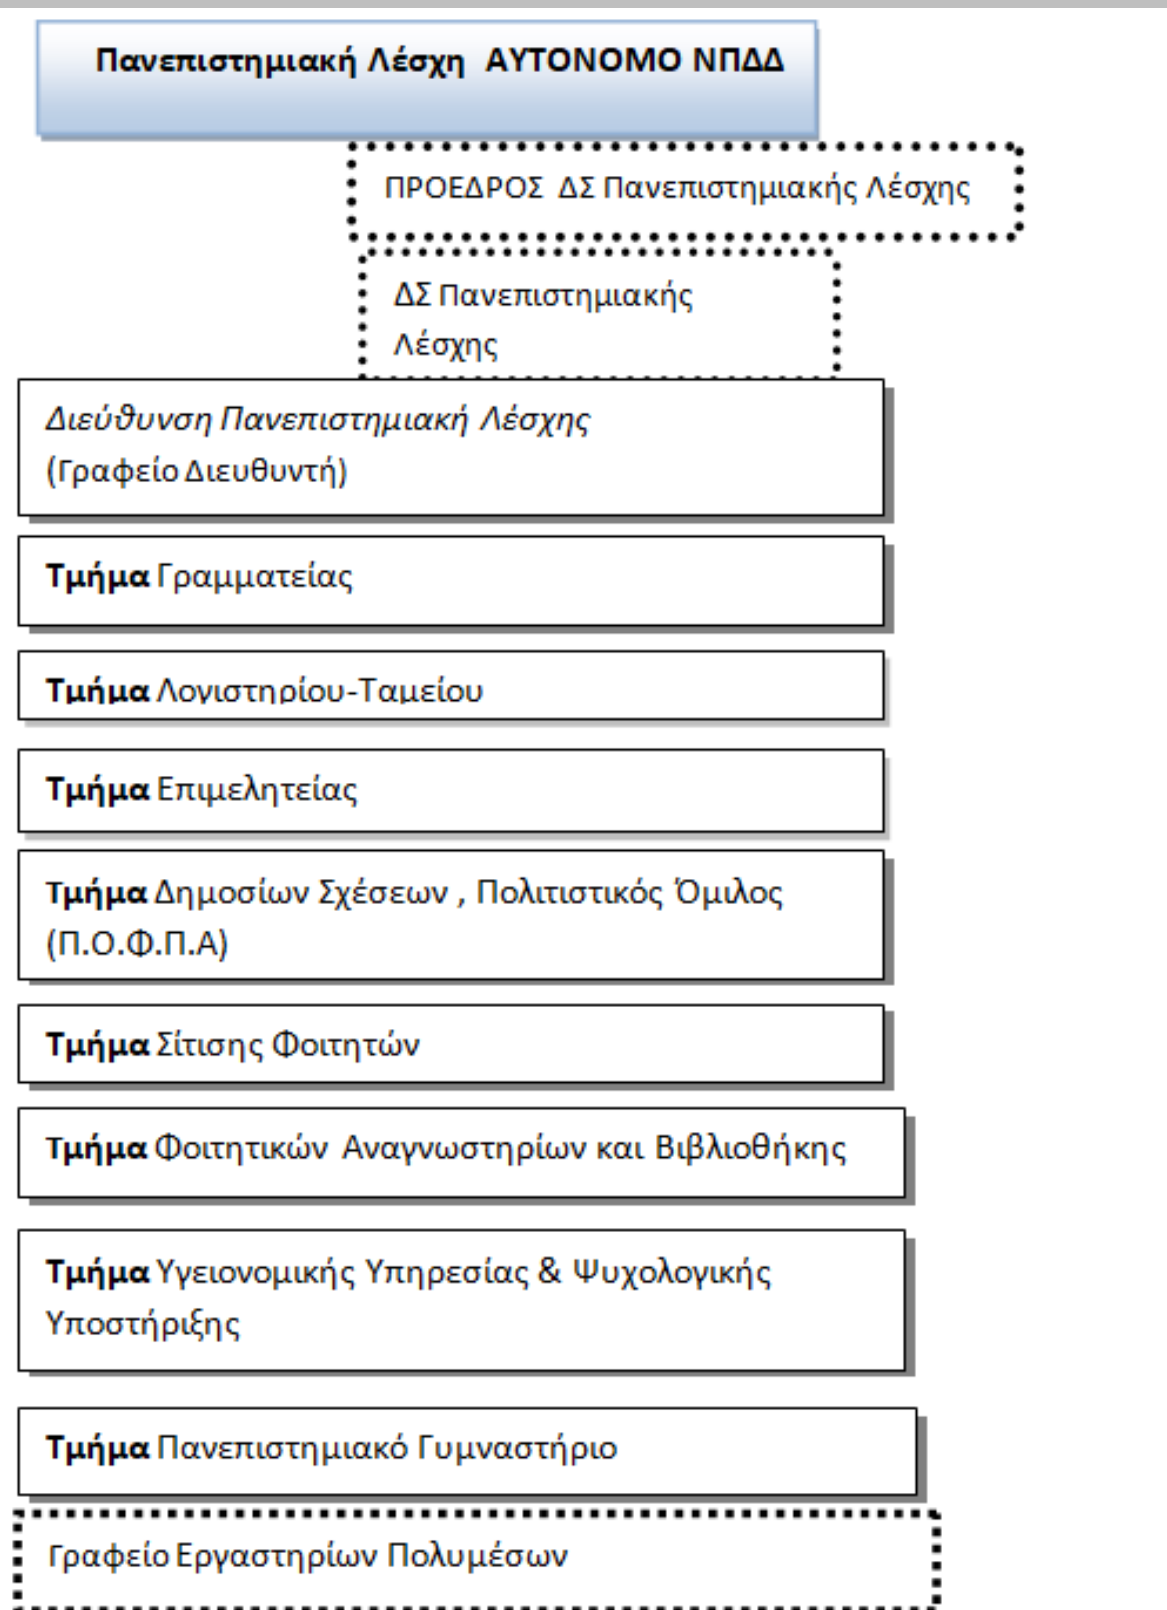 Πανεπιστημιακή Λέσχη ΑΥΤΟΝΟΜΟ ΝΠΔΔ
ΠΡΟΕΔΡΟΣ ΔΣ Πανεπιστημιακής Λέσχης
ΔΣ Πανεπιστημιακής
Λέσχης
Διεύθυνση Πανεπιστημιακή Λέσχης
(Γραφείο Διευθυντή)
Τμήμα Γραμματείας
Τμήμα Λογιστηρίου-Ταμείου
Τμήμα Επιμελητείας
Τμήμα Δημοσίων Σχέσεων , Πολιτιστικός Όμιλος
(Π.Ο.Φ.Π.Α)
Τμήμα Σίτισης Φοιτητών
Τμήμα Φοιτητικών Αναγνωστηρίων και Βιβλιοθήκης
Τμήμα Υγειονομικής Υπηρεσίας & Ψυχολογικής
Υποστήριξης
Τμήμα Πανεπιστημιακό Γυμναστήριο
Γραφείο Εργαστηρίων Πολυμέσων